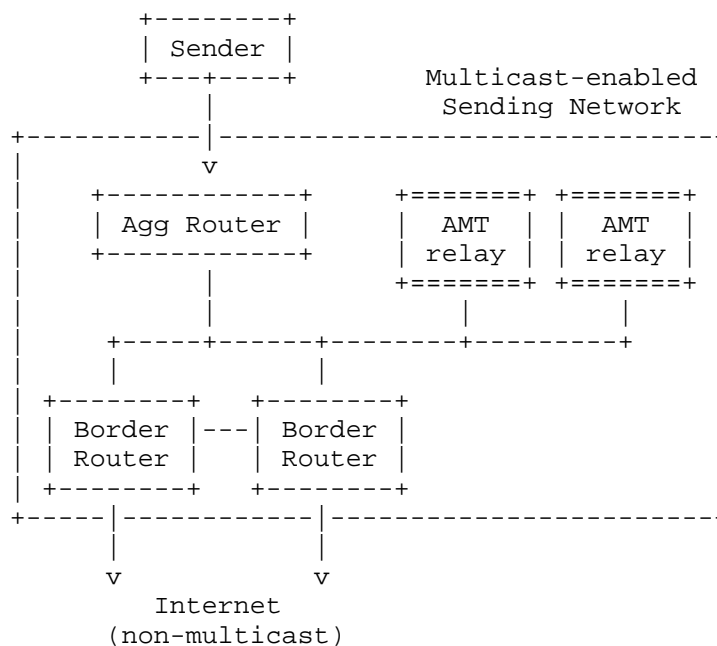 Sender
Multicast-enabled
Sending Network
Agg Router
AMT
relay
AMT
relay
Border
Router
Border
Router
Internet
(non-multicast)